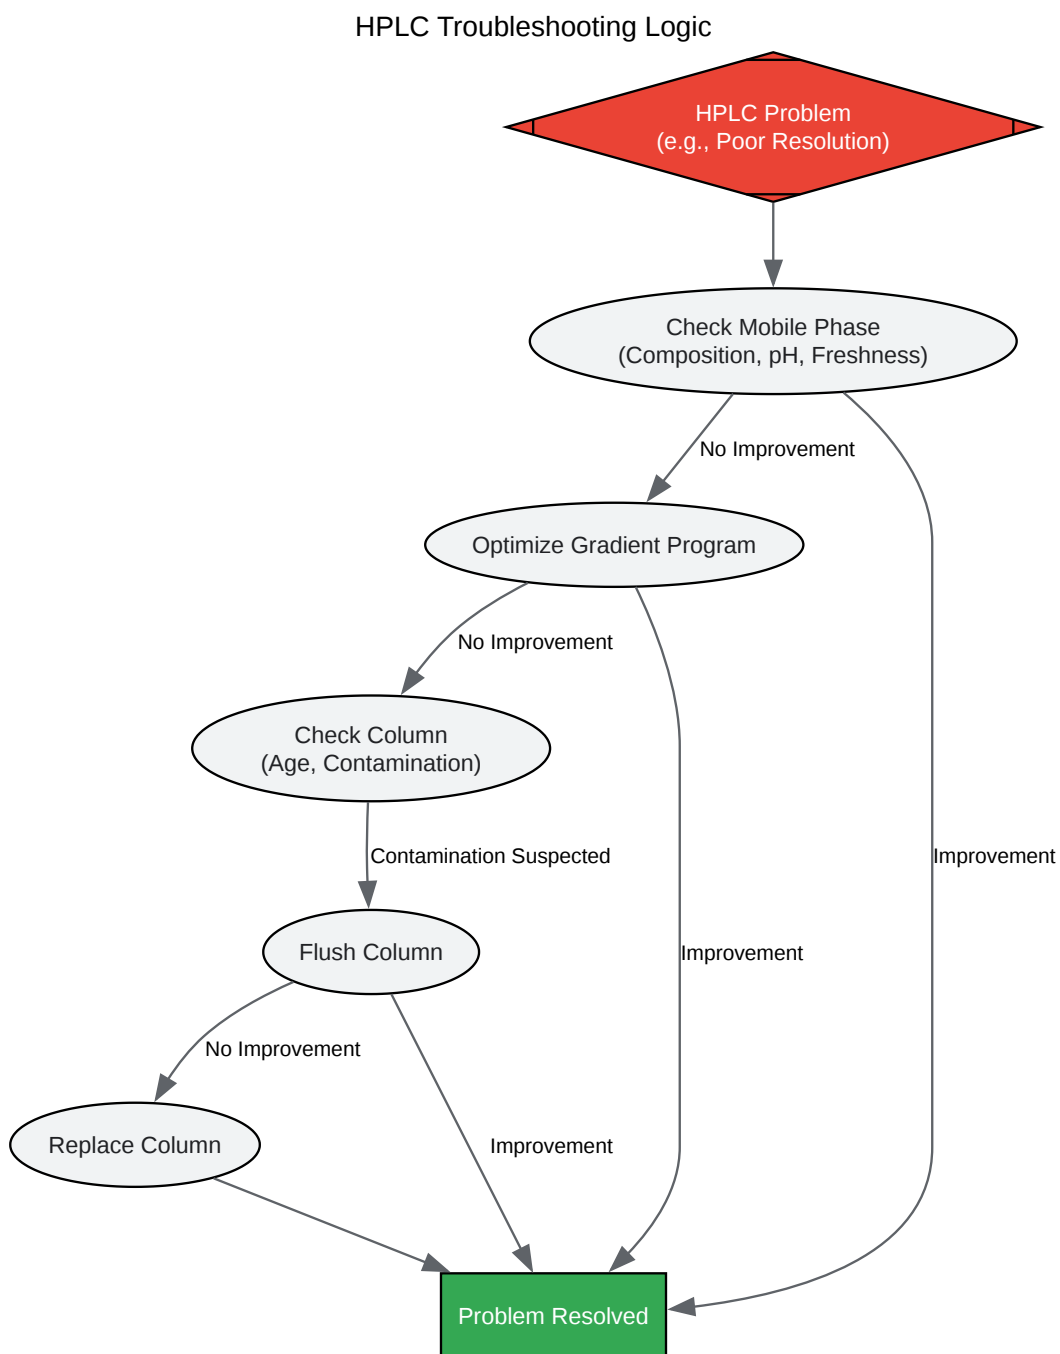 HPLC Troubleshooting Logic
HPLC Problem
(e.g., Poor Resolution)
Check Mobile Phase
(Composition, pH, Freshness)
No Improvement
Optimize Gradient Program
No Improvement
Check Column
(Age, Contamination)
Contamination Suspected
Improvement
Flush Column
Improvement
No Improvement
Replace Column
Improvement
Problem Resolved